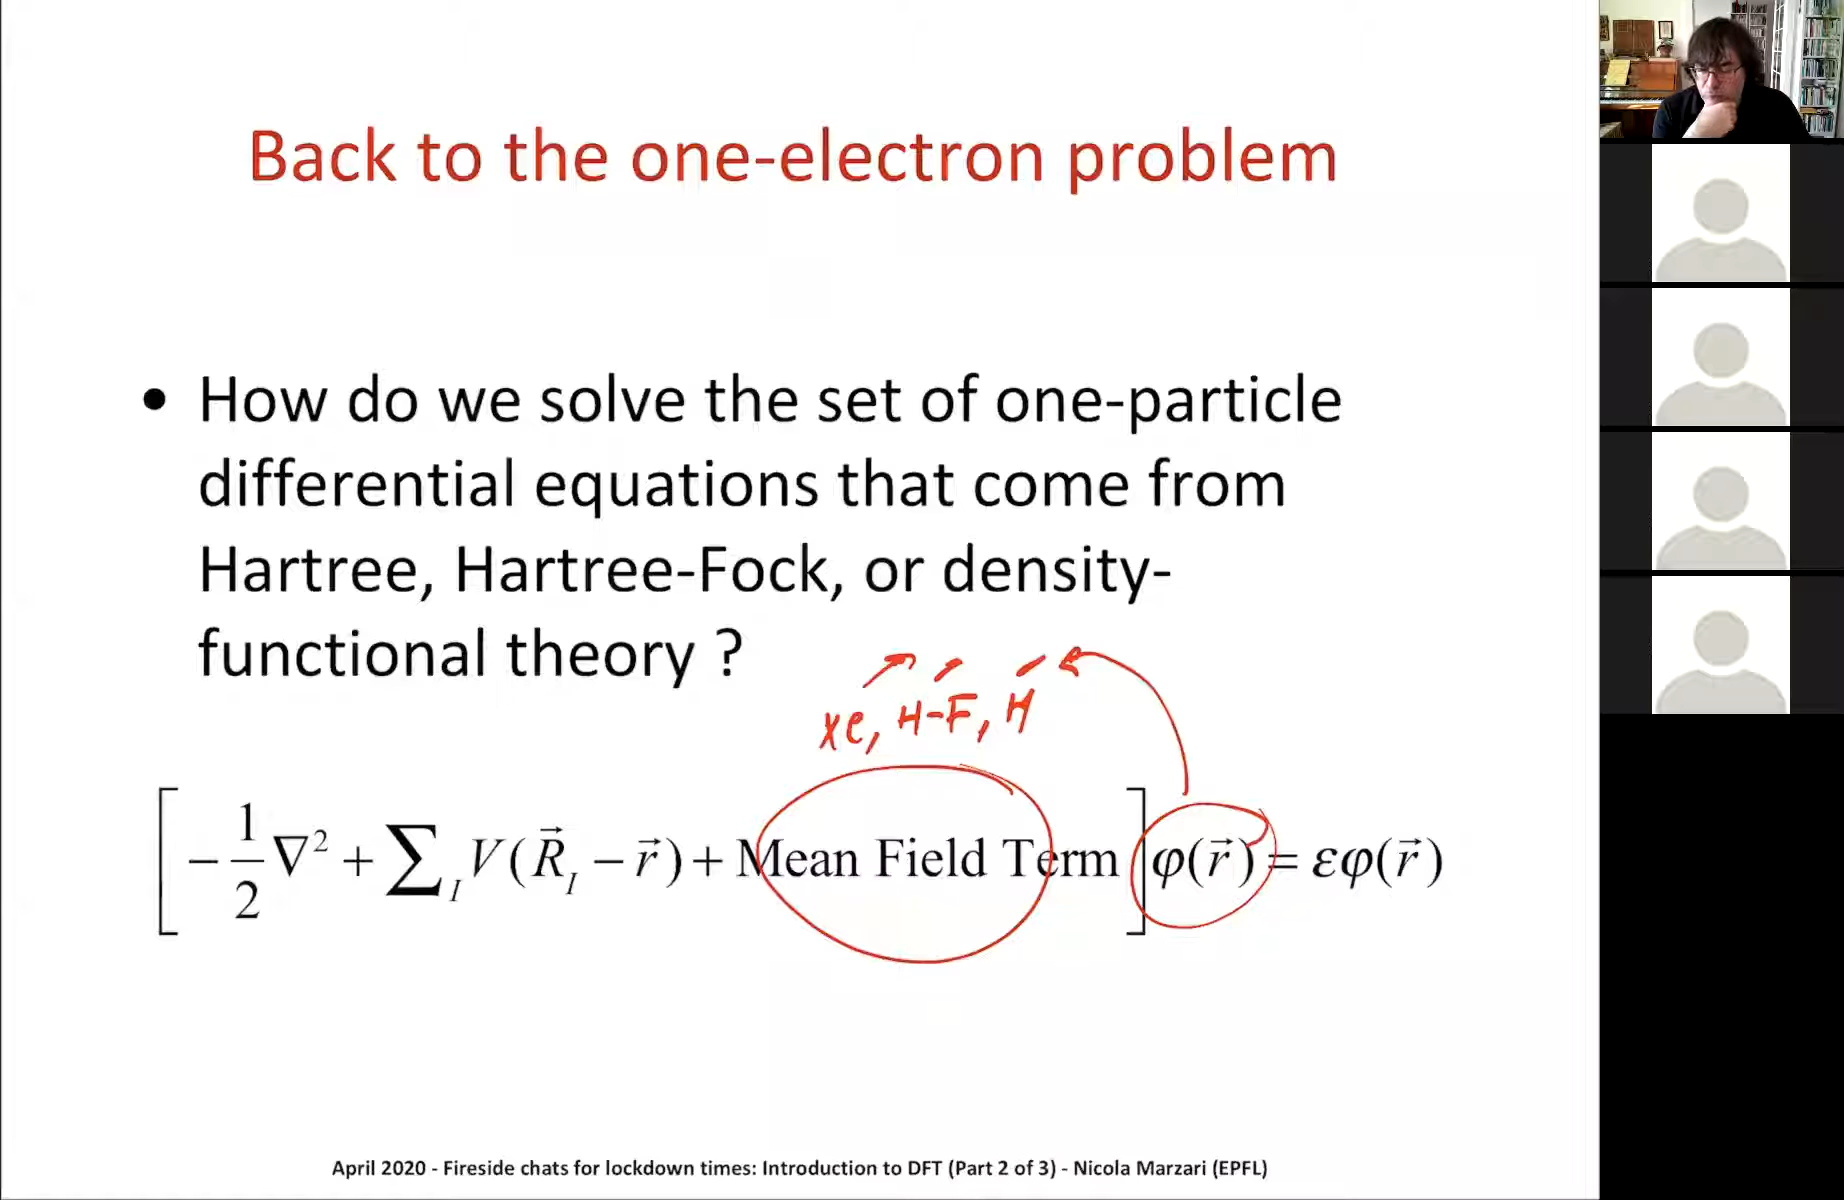 Back to the one-electron problem
• How do we solve the set of one-particle
differential equations that come from
Hartree, Hartree-Fock, or density-
functional theory ?
xc, H-F, H
[-1/2 ∇² + ∑_I V(R⃗_I − r⃗) + Mean Field Term] φ(r⃗) = εφ(r⃗)
April 2020 - Fireside chats for lockdown times: Introduction to DFT (Part 2 of 3) - Nicola Marzari (EPFL)